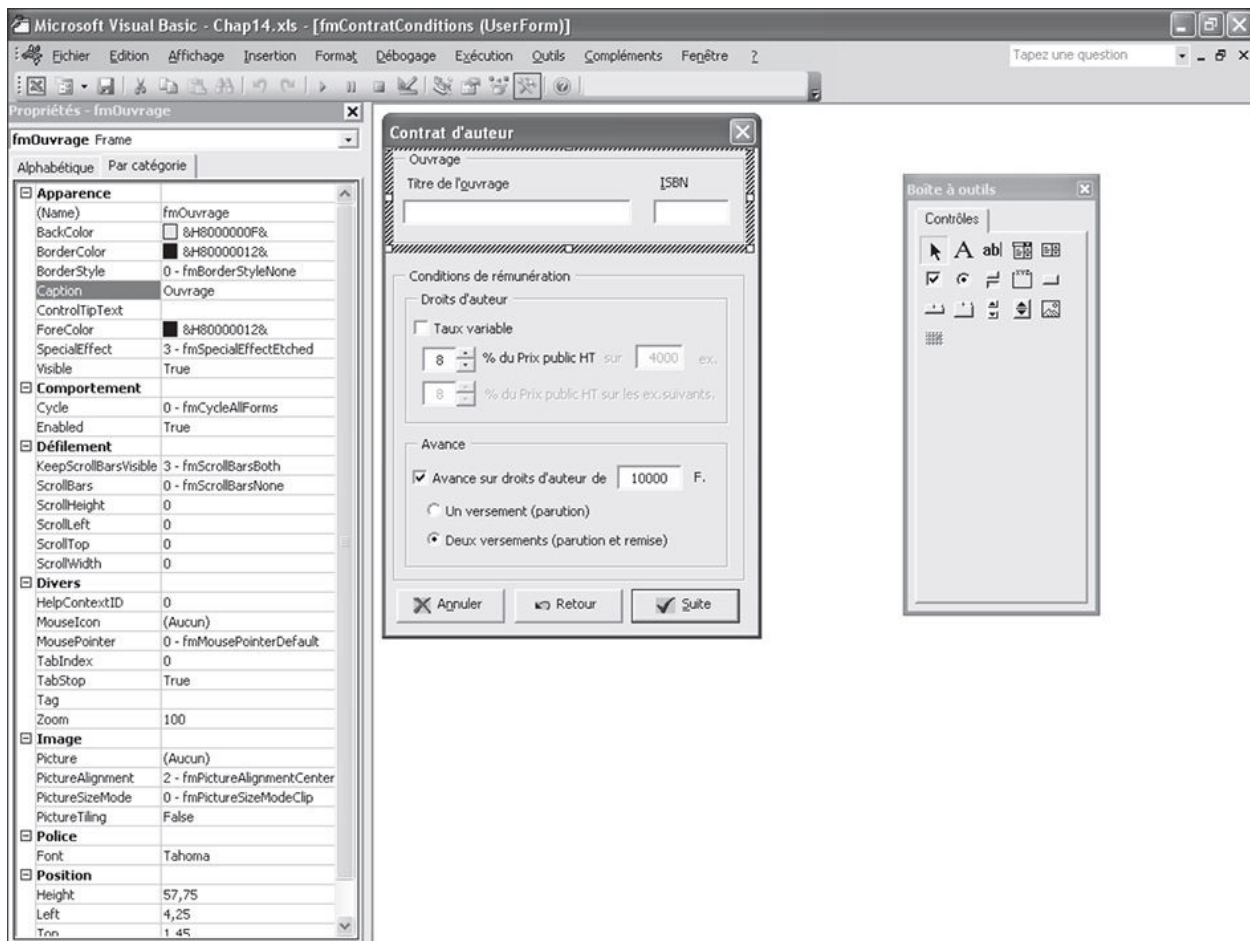 Microsoft Visual Basic - Chap14.xls - [fmContratConditions (UserForm)]
Fichier Edition Affichage Insertion Format Débogage Exécution Outils Compléments Fenêtre ? Tapez une question
Propriétés - fmOuvrage
fmOuvrage Frame
Alphabétique Par catégorie
Apparence
(Name) fmOuvrage
BackColor &H8000000F&
BorderColor &H80000012&
BorderStyle 0 - fmBorderStyleNone
Caption Ouvrage
ControlTipText
ForeColor &H80000012&
SpecialEffect 3 - fmSpecialEffectEtched
Visible True
Comportement
Cycle 0 - fmCycleAllForms
Enabled True
Défilement
KeepScrollBarsVisible 3 - fmScrollBarsBoth
ScrollBars 0 - fmScrollBarsNone
ScrollHeight 0
ScrollLeft 0
ScrollTop 0
ScrollWidth 0
Divers
HelpContextID 0
MouseIcon (Aucun)
MousePointer 0 - fmMousePointerDefault
TabIndex 0
TabStop True
Tag
Zoom 100
Image
Picture (Aucun)
PictureAlignment 2 - fmPictureAlignmentCenter
PictureSizeMode 0 - fmPictureSizeModeClip
PictureTiling False
Police
Font Tahoma
Position
Height 57,75
Left 4,25
Top 1,45
Contrat d'auteur
Ouvrage
Titre de l'ouvrage ISBN
Conditions de rémunération
Droits d'auteur
Taux variable
8 % du Prix public HT sur 4000 ex.
8 % du Prix public HT sur les ex.suivants.
Avance
Avance sur droits d'auteur de 10000 F.
Un versement (parution)
Deux versements (parution et remise)
Annuler Retour Suite
Boîte à outils
Contrôles
A ab|
XYZ